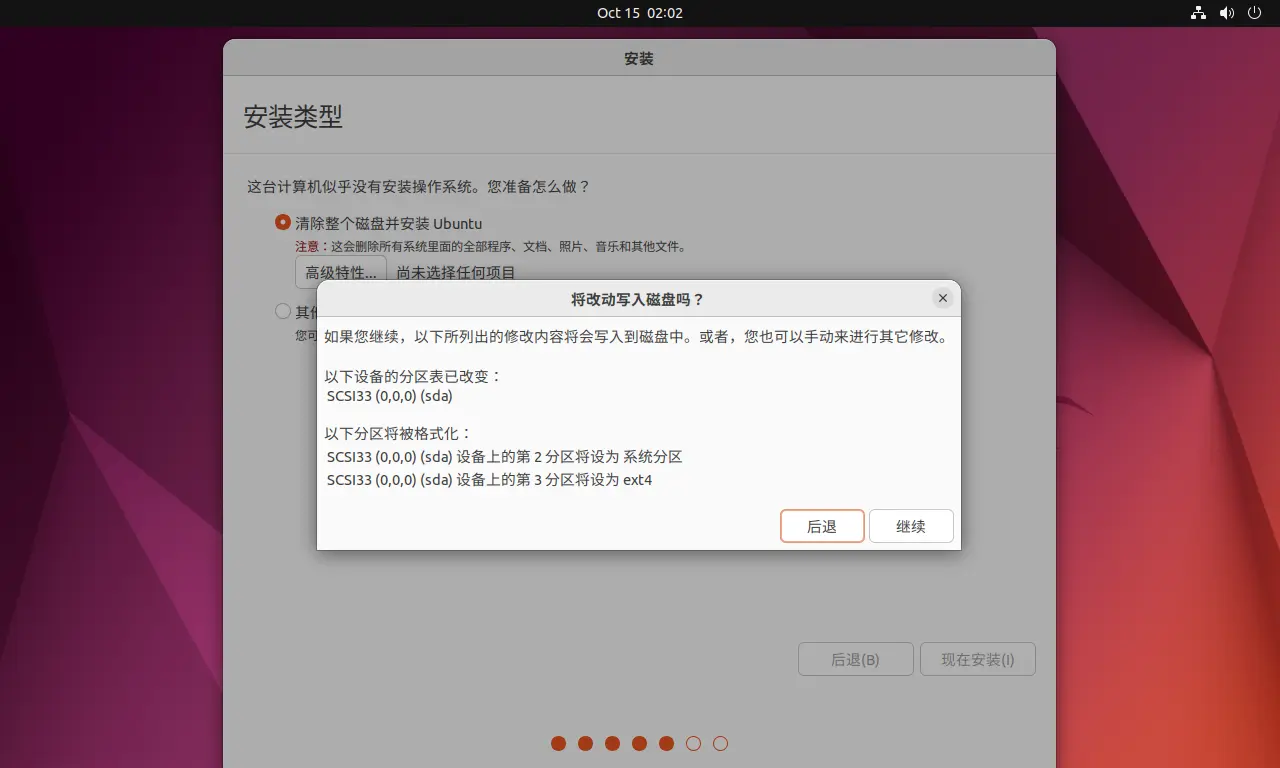 Oct 15 02:02
安装
安装类型
这台计算机似乎没有安装操作系统。您准备怎么做？
清除整个磁盘并安装 Ubuntu
注意：这会删除所有系统里面的全部程序、文档、照片、音乐和其他文件。
高级特性... 尚未选择任何项目
其他
您可
将改动写入磁盘吗？
如果您继续，以下所列出的修改内容将会写入到磁盘中。或者，您也可以手动来进行其它修改。
以下设备的分区表已改变：
SCSI33 (0,0,0) (sda)
以下分区将被格式化：
SCSI33 (0,0,0) (sda) 设备上的第 2 分区将设为 系统分区
SCSI33 (0,0,0) (sda) 设备上的第 3 分区将设为 ext4
后退 继续
后退(B) 现在安装(I)